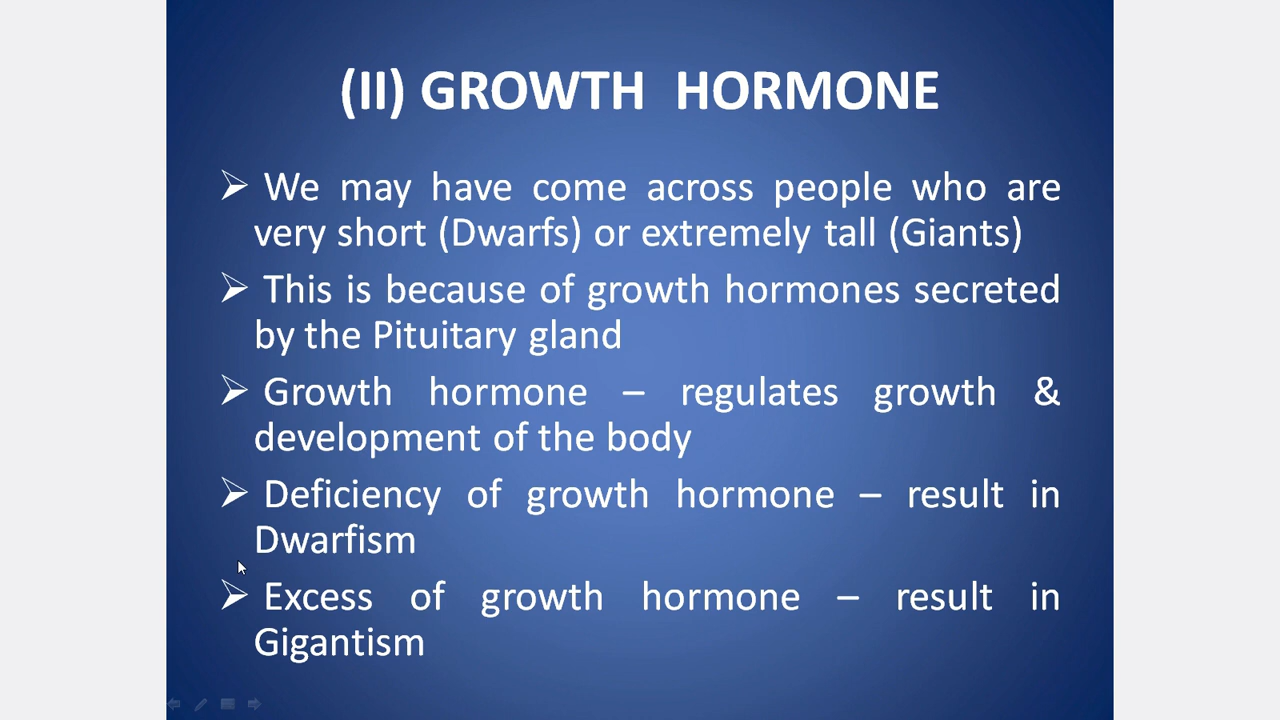 (II) GROWTH HORMONE
➢ We may have come across people who are
very short (Dwarfs) or extremely tall (Giants)
➢ This is because of growth hormones secreted
by the Pituitary gland
➢ Growth hormone – regulates growth &
development of the body
➢ Deficiency of growth hormone – result in
Dwarfism
➢ Excess of growth hormone – result in
Gigantism